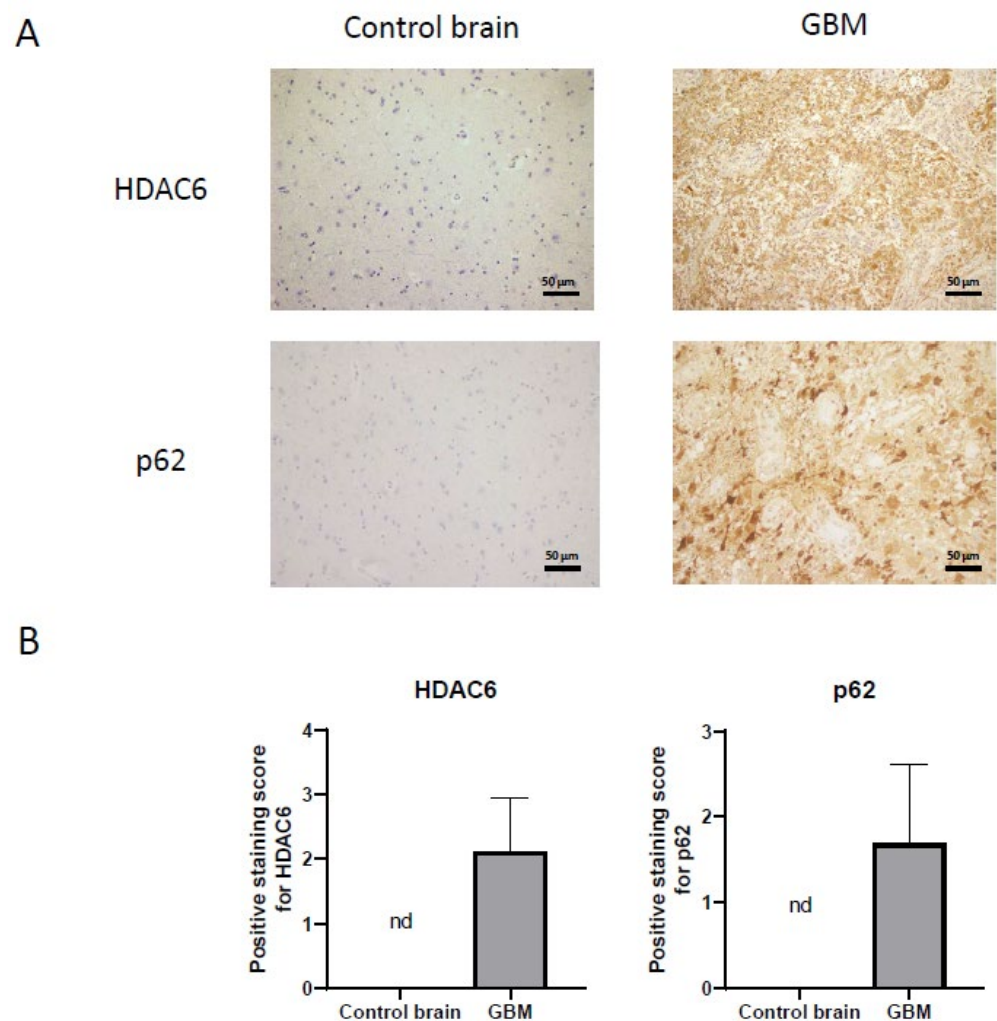 A
Control brain
GBM
HDAC6
50 µm
50 µm
p62
50 µm
50 µm
B
HDAC6
Positive staining score
for HDAC6
4
3
2
1
0
nd
Control brain
GBM
p62
Positive staining score
for p62
3
2
1
0
nd
Control brain
GBM